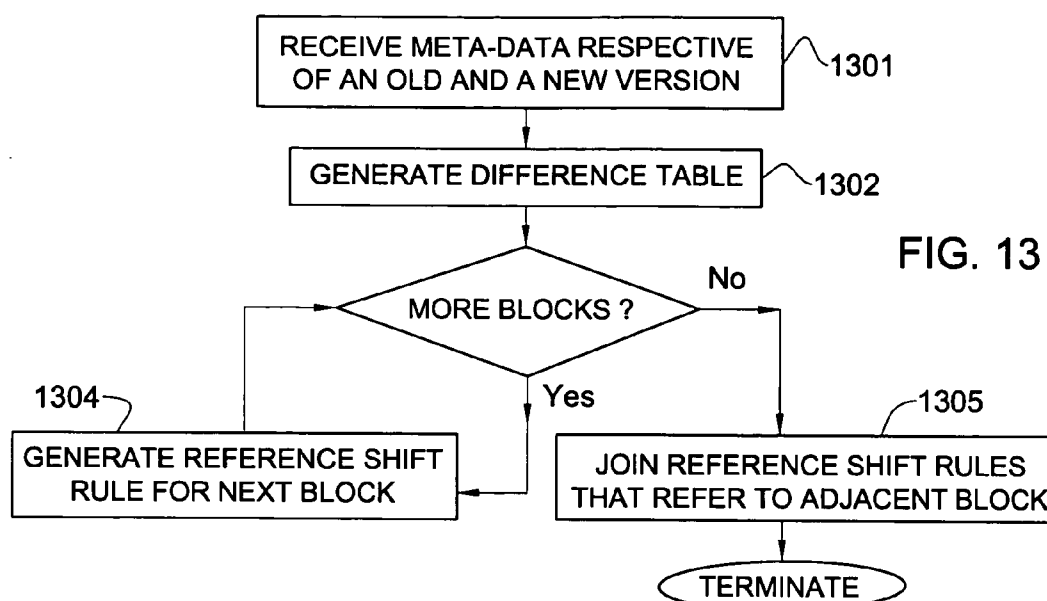 RECEIVE META-DATA RESPECTIVE
OF AN OLD AND A NEW VERSION
1301
GENERATE DIFFERENCE TABLE
1302
FIG. 13
MORE BLOCKS ?
No
Yes
1304
GENERATE REFERENCE SHIFT
RULE FOR NEXT BLOCK
1305
JOIN REFERENCE SHIFT RULES
THAT REFER TO ADJACENT BLOCK
TERMINATE